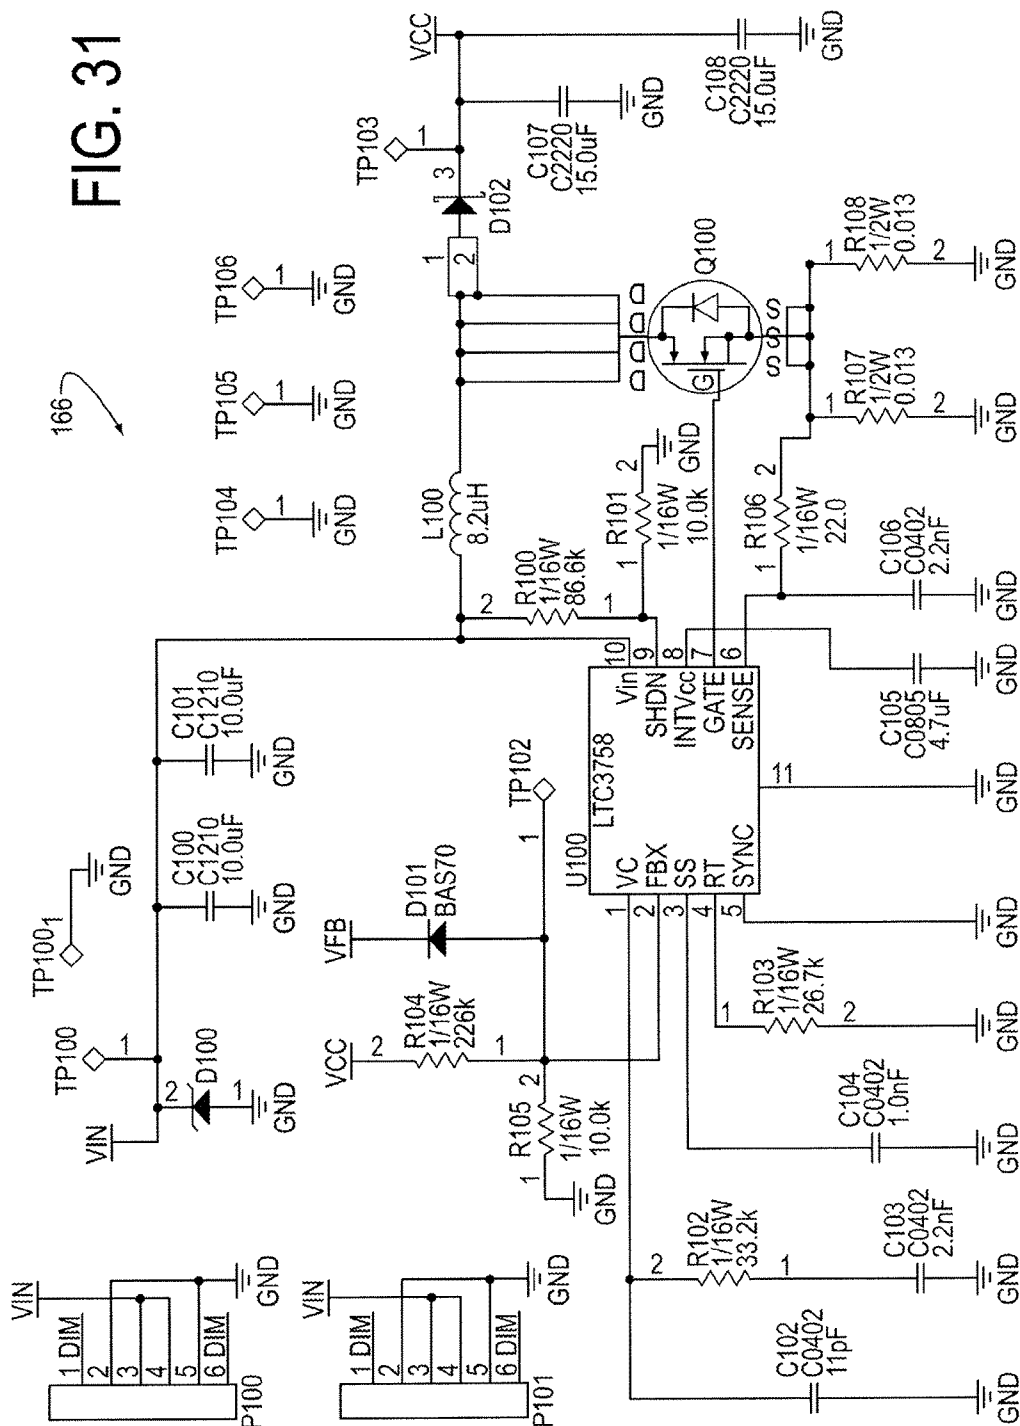 FIG. 31
166
P100
1 DIM
2
3
4
5
6 DIM
VIN
GND
P101
1 DIM
2
3
4
5
6 DIM
VIN
GND
VIN
2
D100
1
GND
TP100
1
TP100
1
GND
C100
C1210
10.0uF
GND
C101
C1210
10.0uF
GND
TP104
1
GND
TP105
1
GND
TP106
1
GND
VCC
2
R104
1/16W
226k
1
VFB
D101
BAS70
TP102
1
R105
1/16W
10.0k
1
2
GND
L100
8.2uH
2
R100
1/16W
86.6k
1
1
R101
1/16W
10.0k
2
GND
1
2
3
D102
TP103
1
VCC
C107
C2220
15.0uF
GND
C108
C2220
15.0uF
GND
U100
LTC3758
1
VC
2
FBX
3
SS
4
RT
5
SYNC
Vin
10
SHDN
9
INTVcc
8
GATE
7
SENSE
6
11
GND
D
D
D
D
G
Q100
S
S
S
C102
C0402
11pF
GND
2
R102
1/16W
33.2k
1
C103
C0402
2.2nF
GND
C104
C0402
1.0nF
GND
1
R103
1/16W
26.7k
2
GND
GND
C105
C0805
4.7uF
GND
C106
C0402
2.2nF
GND
1
R106
1/16W
22.0
2
1
R107
1/2W
0.013
2
GND
1
R108
1/2W
0.013
2
GND